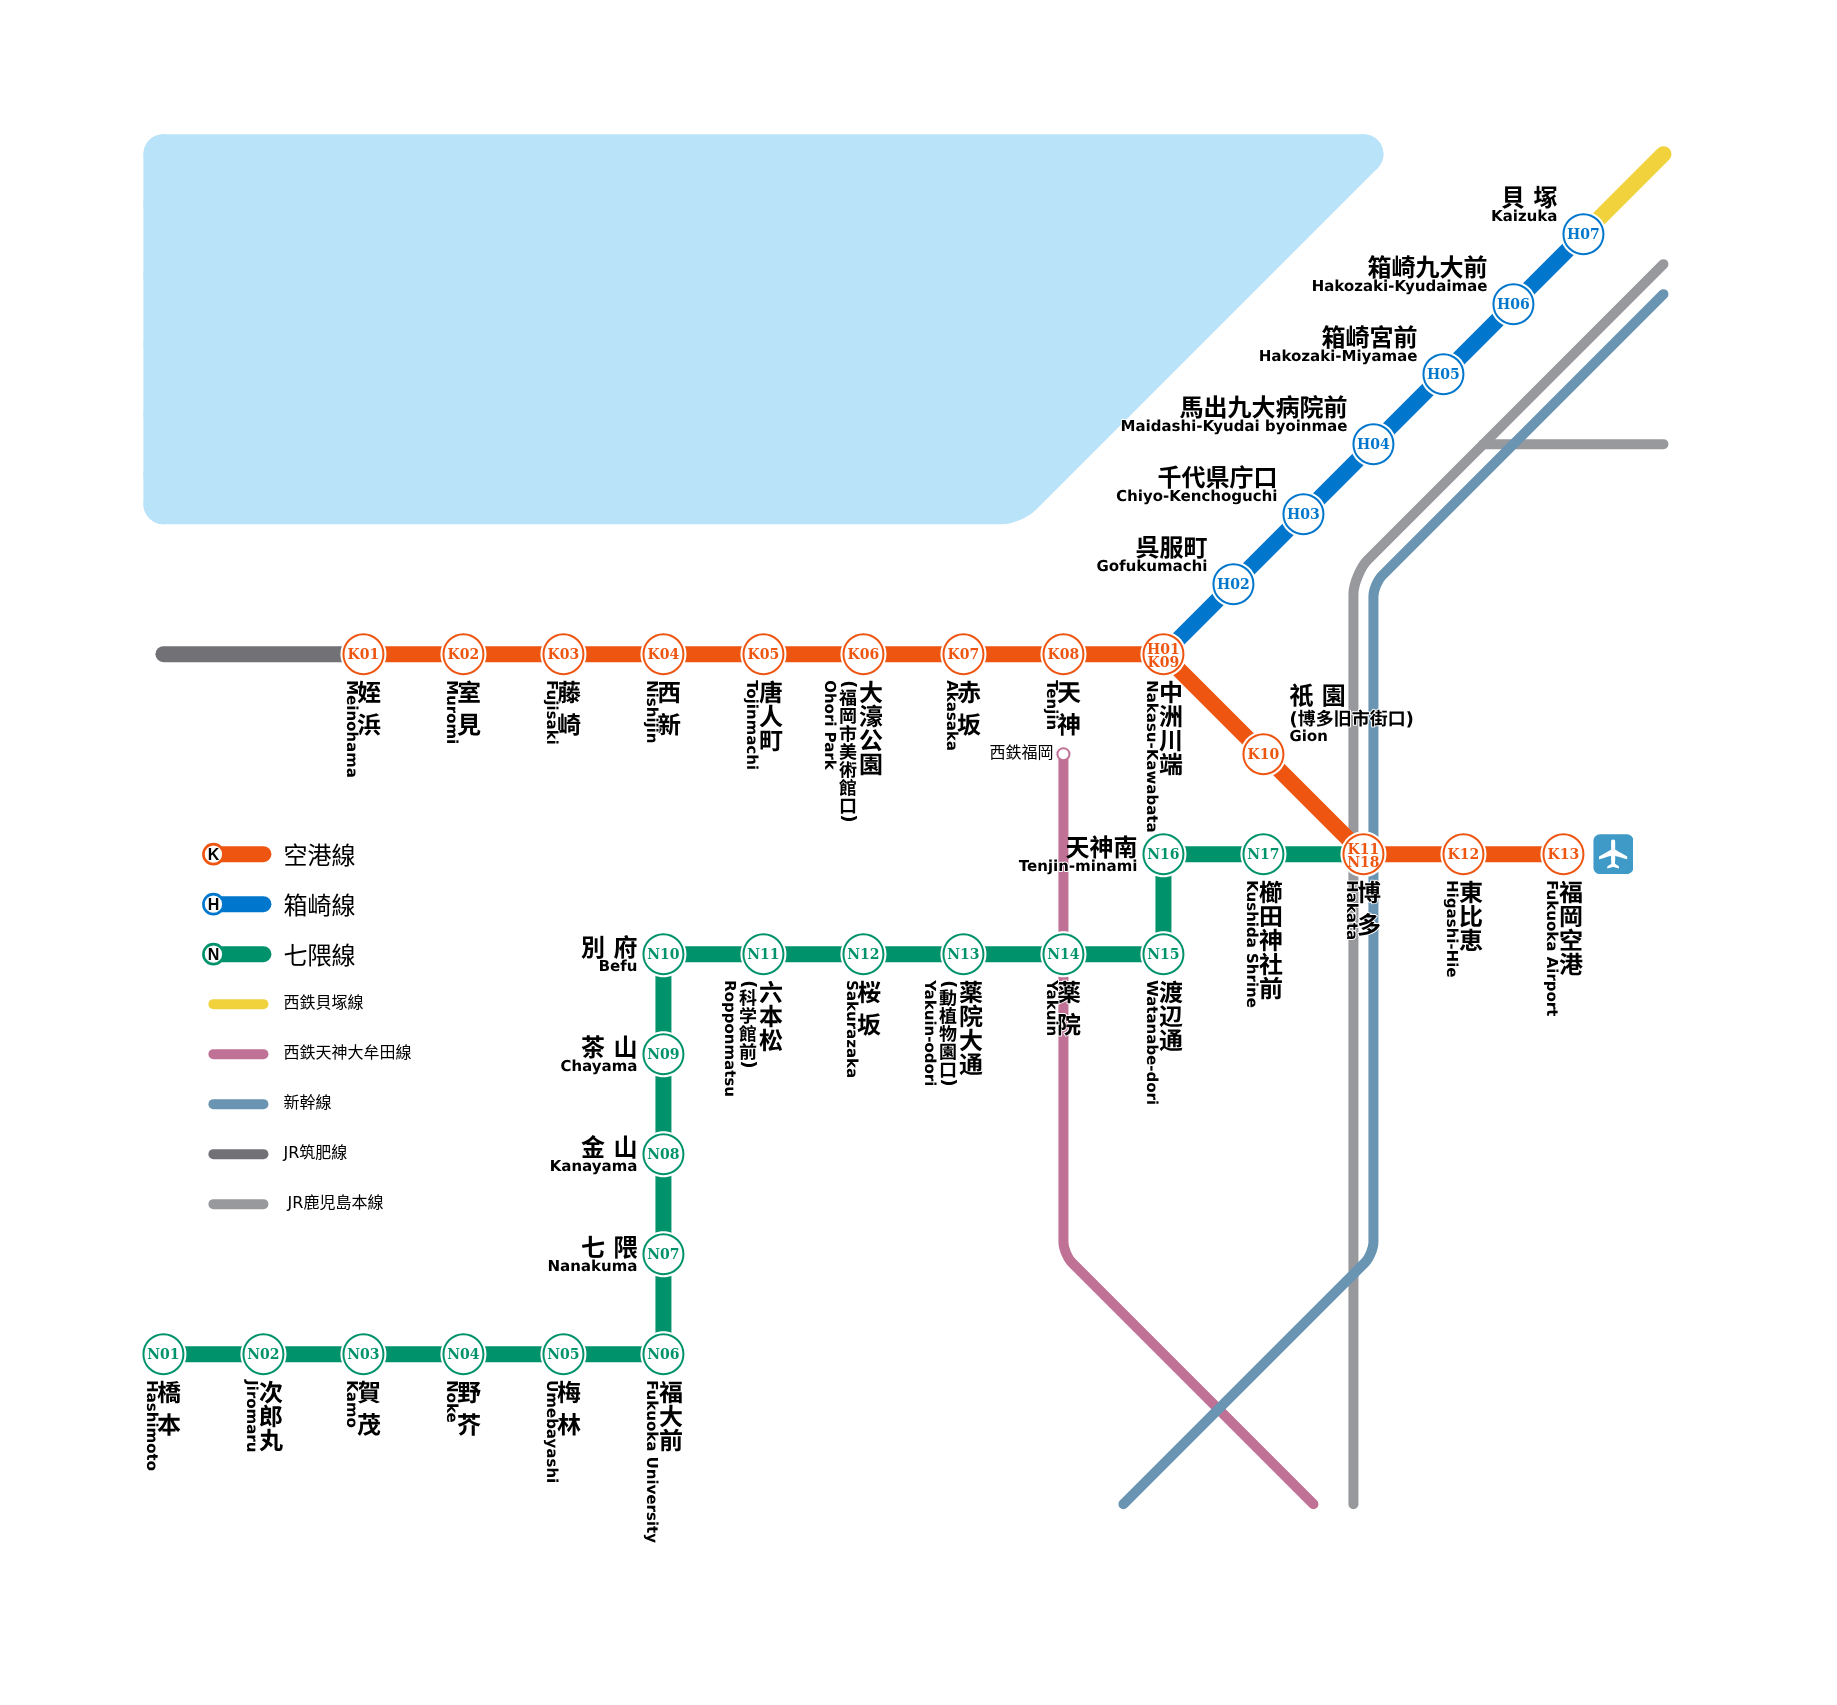 貝塚
Kaizuka
H07
箱崎九大前
Hakozaki-Kyudaimae
H06
箱崎宮前
Hakozaki-Miyamae
H05
馬出九大病院前
Maidashi-Kyudai byoinmae
H04
千代県庁口
Chiyo-Kenchoguchi
H03
呉服町
Gofukumachi
H02
K01
K02
K03
K04
K05
K06
K07
K08
H01
K09
姪浜
Meinohama
室見
Muromi
藤崎
Fujisaki
西新
Nishijin
唐人町
Tojinmachi
大濠公園
(福岡市美術館口)
Ohori Park
赤坂
Akasaka
天神
Tenjin
中洲川端
Nakasu-Kawabata
祇園
(博多旧市街口)
Gion
K10
西鉄福岡
K 空港線
H 箱崎線
N 七隈線
西鉄貝塚線
西鉄天神大牟田線
新幹線
JR筑肥線
JR鹿児島本線
天神南
Tenjin-minami
N16
N17
K11
N18
K12
K13
櫛田神社前
Kushida Shrine
博多
Hakata
東比恵
Higashi-Hie
福岡空港
Fukuoka Airport
別府
Befu
N10
N11
N12
N13
N14
N15
六本松
(科学館前)
Ropponmatsu
桜坂
Sakurazaka
薬院大通
(動植物園口)
Yakuin-odori
薬院
Yakuin
渡辺通
Watanabe-dori
茶山
Chayama
N09
金山
Kanayama
N08
七隈
Nanakuma
N07
N01
N02
N03
N04
N05
N06
橋本
Hashimoto
次郎丸
Jiromaru
賀茂
Kamo
野芥
Noke
梅林
Umebayashi
福大前
Fukuoka University